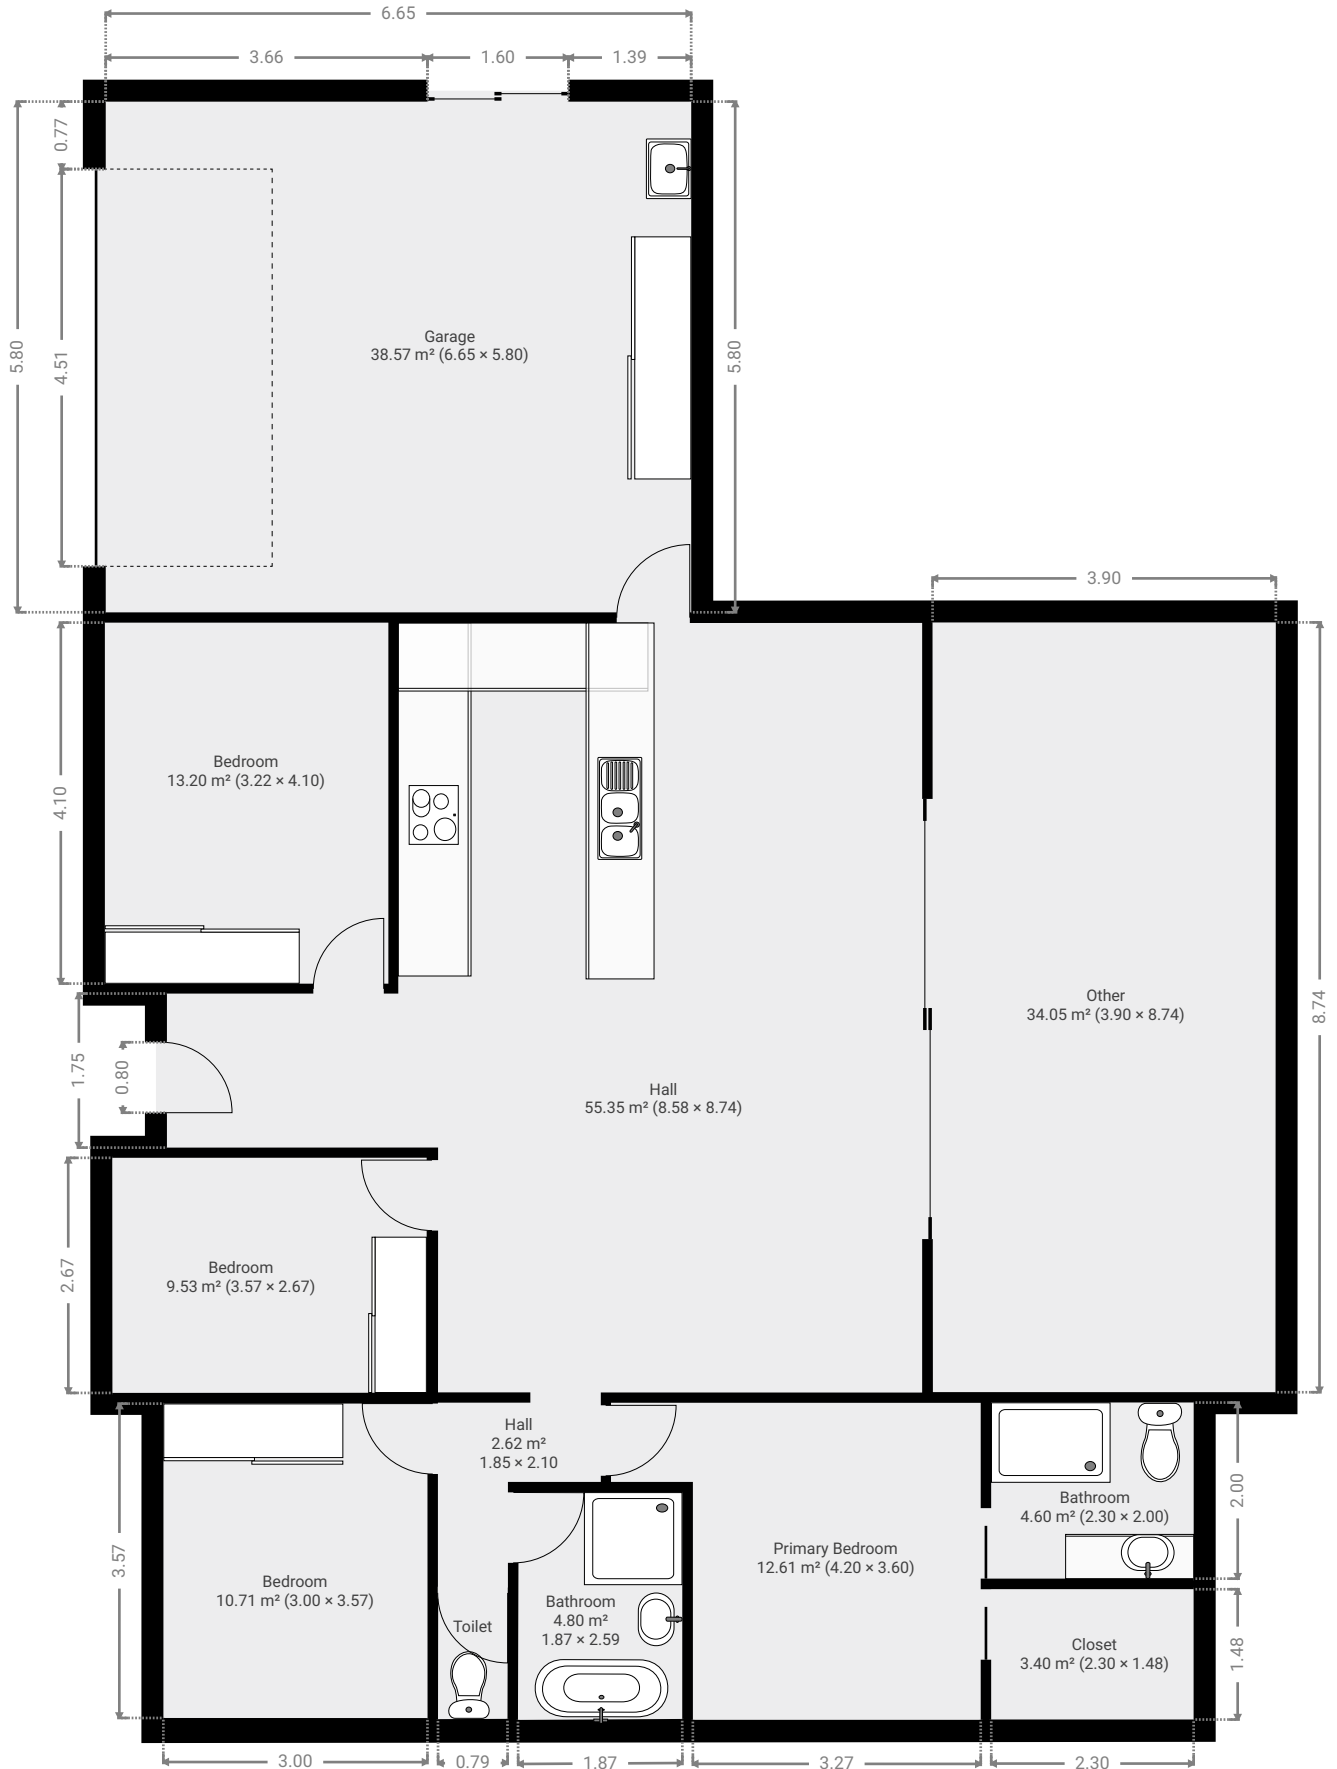 6.65
3.66
1.60
1.39
0.77
5.80
4.51
5.80
Garage
38.57 m² (6.65 × 5.80)
3.90
4.10
Bedroom
13.20 m² (3.22 × 4.10)
8.74
Other
34.05 m² (3.90 × 8.74)
1.75
0.80
Hall
55.35 m² (8.58 × 8.74)
2.67
Bedroom
9.53 m² (3.57 × 2.67)
Hall
2.62 m²
1.85 × 2.10
Bathroom
4.60 m² (2.30 × 2.00)
2.00
3.57
Bedroom
10.71 m² (3.00 × 3.57)
Toilet
Bathroom
4.80 m²
1.87 × 2.59
Primary Bedroom
12.61 m² (4.20 × 3.60)
Closet
3.40 m² (2.30 × 1.48)
1.48
3.00
0.79
1.87
3.27
2.30